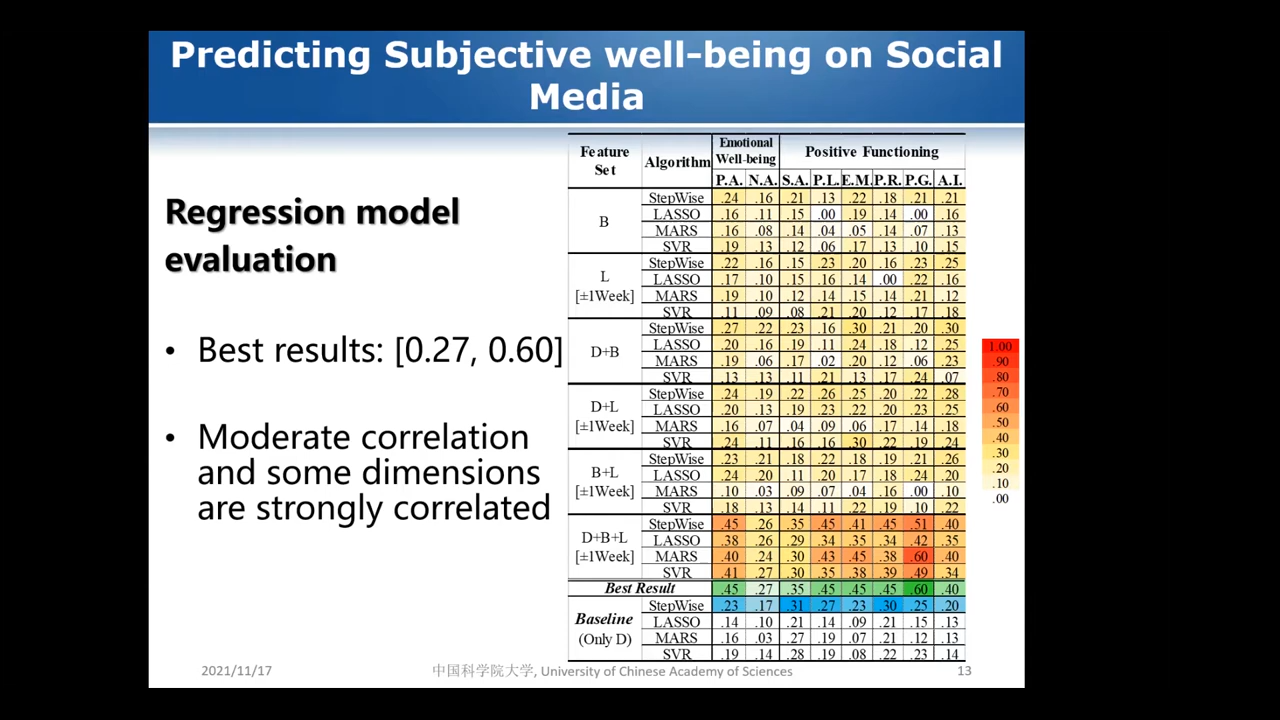 Predicting Subjective well-being on Social
Media
Regression model
evaluation
• Best results: [0.27, 0.60]
• Moderate correlation
and some dimensions
are strongly correlated
Feature Set Algorithm Emotional Well-being Positive Functioning
P.A. N.A. S.A. P.L. E.M. P.R. P.G. A.I.
B
StepWise .24 .16 .21 .13 .22 .18 .21 .21
LASSO .16 .11 .15 .00 .19 .14 .00 .16
MARS .16 .08 .14 .04 .05 .14 .07 .13
SVR .19 .13 .12 .06 .17 .13 .10 .15
L
[±1Week]
StepWise .22 .16 .15 .23 .20 .16 .23 .25
LASSO .17 .10 .15 .16 .14 .00 .22 .16
MARS .19 .10 .12 .14 .15 .14 .21 .12
SVR .11 .09 .08 .21 .20 .12 .17 .18
D+B
StepWise .27 .22 .23 .16 .30 .21 .20 .30
LASSO .20 .16 .19 .11 .24 .18 .12 .25
MARS .19 .06 .17 .02 .20 .12 .06 .23
SVR .13 .13 .11 .21 .13 .17 .24 .07
D+L
[±1Week]
StepWise .24 .19 .22 .26 .25 .20 .22 .28
LASSO .20 .13 .19 .23 .22 .20 .23 .25
MARS .16 .07 .04 .09 .06 .17 .14 .18
SVR .24 .11 .16 .16 .30 .22 .19 .24
B+L
[±1Week]
StepWise .23 .21 .18 .22 .18 .19 .21 .26
LASSO .24 .20 .11 .20 .17 .18 .24 .20
MARS .10 .03 .09 .07 .04 .16 .00 .10
SVR .18 .13 .14 .11 .22 .19 .10 .22
D+B+L
[±1Week]
StepWise .45 .26 .35 .45 .41 .45 .51 .40
LASSO .38 .26 .29 .34 .35 .34 .42 .35
MARS .40 .24 .30 .43 .45 .38 .60 .40
SVR .41 .27 .30 .35 .38 .39 .49 .34
Best Result .45 .27 .35 .45 .45 .45 .60 .40
Baseline
(Only D)
StepWise .23 .17 .31 .27 .23 .30 .25 .20
LASSO .14 .10 .21 .14 .09 .21 .15 .13
MARS .16 .03 .27 .19 .07 .21 .12 .13
SVR .19 .14 .28 .19 .08 .22 .23 .14
1.00
.90
.80
.70
.60
.50
.40
.30
.20
.10
.00
2021/11/17
中国科学院大学, University of Chinese Academy of Sciences
13